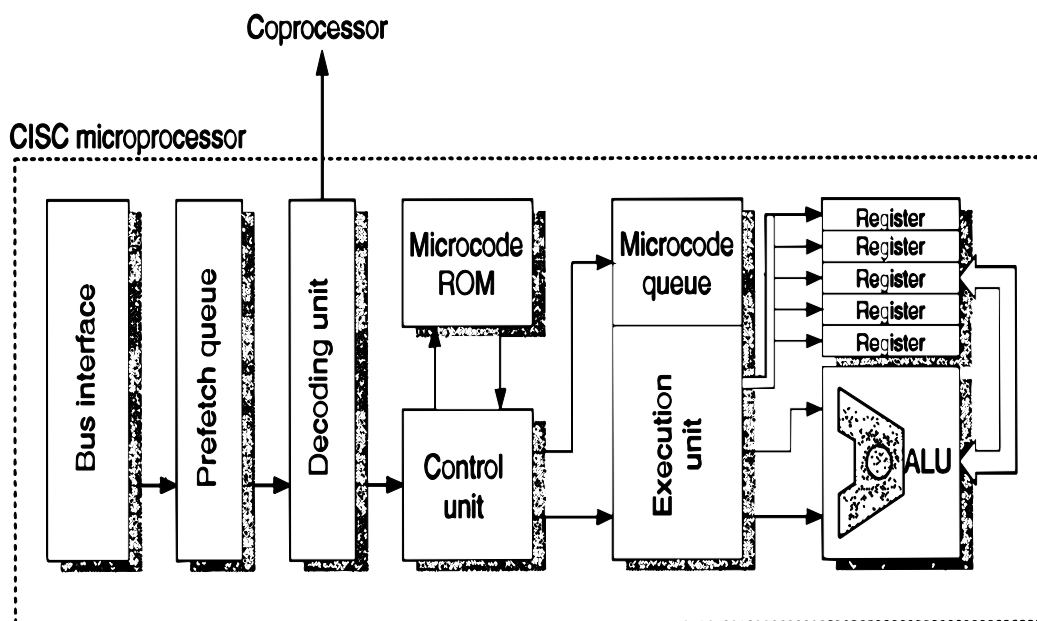 Coprocessor
CISC microprocessor
Bus interface
Prefetch queue
Decoding unit
Microcode
ROM
Control
unit
Microcode
queue
Execution
unit
Register
Register
Register
Register
Register
ALU